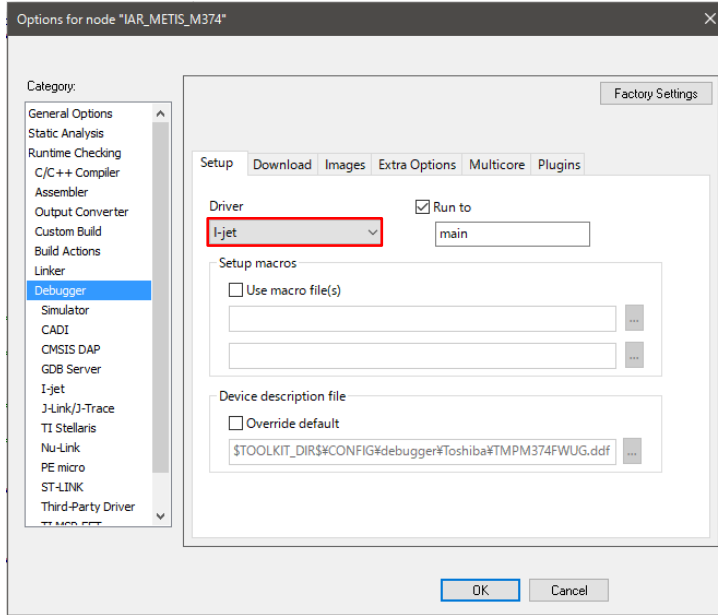 Options for node "IAR_METIS_M374"
Category:
Factory Settings
General Options
Static Analysis
Runtime Checking
C/C++ Compiler
Assembler
Output Converter
Custom Build
Build Actions
Linker
Debugger
Simulator
CADI
CMSIS DAP
GDB Server
I-jet
J-Link/J-Trace
TI Stellaris
Nu-Link
PE micro
ST-LINK
Third-Party Driver
TI MSP-FET
Setup Download Images Extra Options Multicore Plugins
Driver
Run to
I-jet
main
Setup macros
Use macro file(s)
...
...
Device description file
Override default
$TOOLKIT_DIR$¥CONFIG¥debugger¥Toshiba¥TMPM374FWUG.ddf
...
OK Cancel